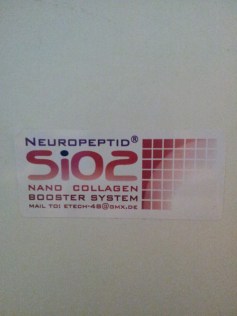 NEUROPEPTID®
SiO2
NANO COLLAGEN
BOOSTER SYSTEM
MAIL TO: ETECH-48@GMX.DE